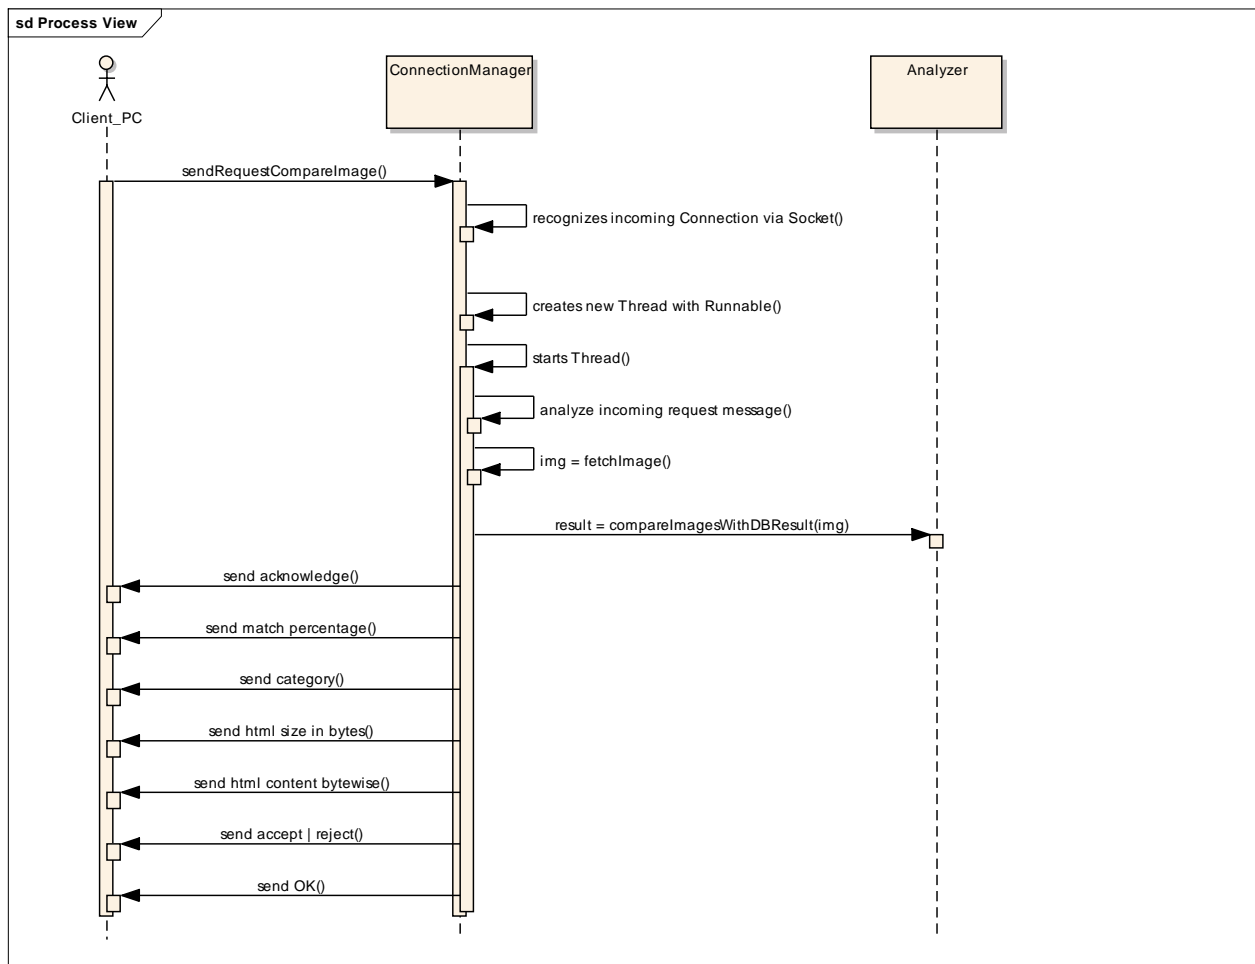 sd Process View
Client_PC
ConnectionManager
Analyzer
sendRequestCompareImage()
recognizes incoming Connection via Socket()
creates new Thread with Runnable()
starts Thread()
analyze incoming request message()
img = fetchImage()
result = compareImagesWithDBResult(img)
send acknowledge()
send match percentage()
send category()
send html size in bytes()
send html content bytewise()
send accept | reject()
send OK()